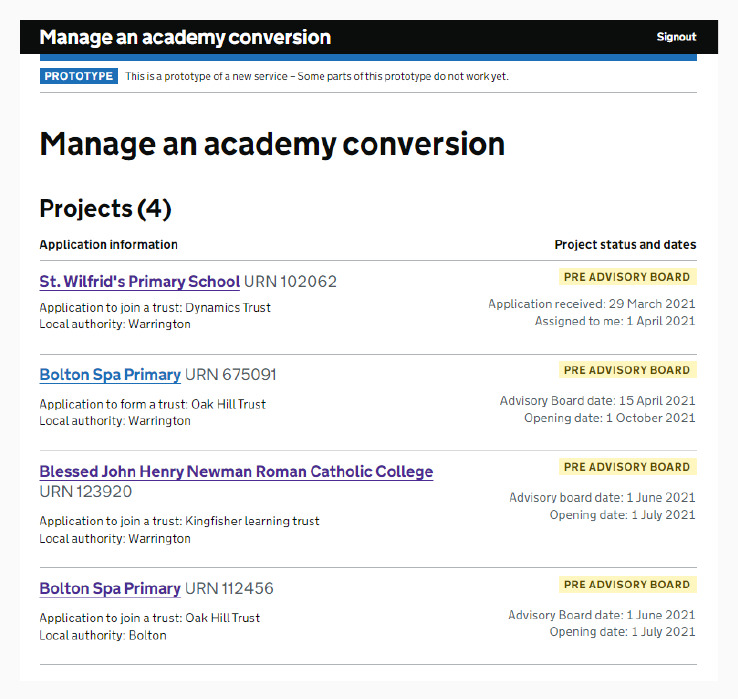 Manage an academy conversion
Signout
PROTOTYPE This is a prototype of a new service – Some parts of this prototype do not work yet.
Manage an academy conversion
Projects (4)
Application information
Project status and dates
St. Wilfrid's Primary School URN 102062
Application to join a trust: Dynamics Trust
Local authority: Warrington
PRE ADVISORY BOARD
Application received: 29 March 2021
Assigned to me: 1 April 2021
Bolton Spa Primary URN 675091
Application to form a trust: Oak Hill Trust
Local authority: Warrington
PRE ADVISORY BOARD
Advisory Board date: 15 April 2021
Opening date: 1 October 2021
Blessed John Henry Newman Roman Catholic College
URN 123920
Application to join a trust: Kingfisher learning trust
Local authority: Warrington
PRE ADVISORY BOARD
Advisory board date: 1 June 2021
Opening date: 1 July 2021
Bolton Spa Primary URN 112456
Application to join a trust: Oak Hill Trust
Local authority: Bolton
PRE ADVISORY BOARD
Advisory Board date: 1 June 2021
Opening date: 1 July 2021